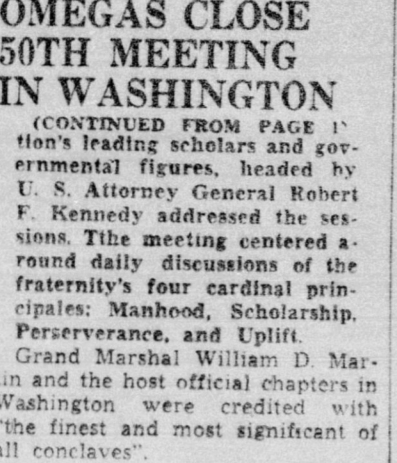 OMEGAS CLOSE
50TH MEETING
IN WASHINGTON
(CONTINUED FROM PAGE 1)
tion's leading scholars and gov-
ernmental figures, headed by
U. S. Attorney General Robert
F. Kennedy addressed the ses-
sions. Tthe meeting centered a-
round daily discussions of the
fraternity's four cardinal prin-
cipales: Manhood, Scholarship,
Perserverance, and Uplift.
Grand Marshal William D. Mar-
tin and the host official chapters in
Washington were credited with
"the finest and most significant of
all conclaves".